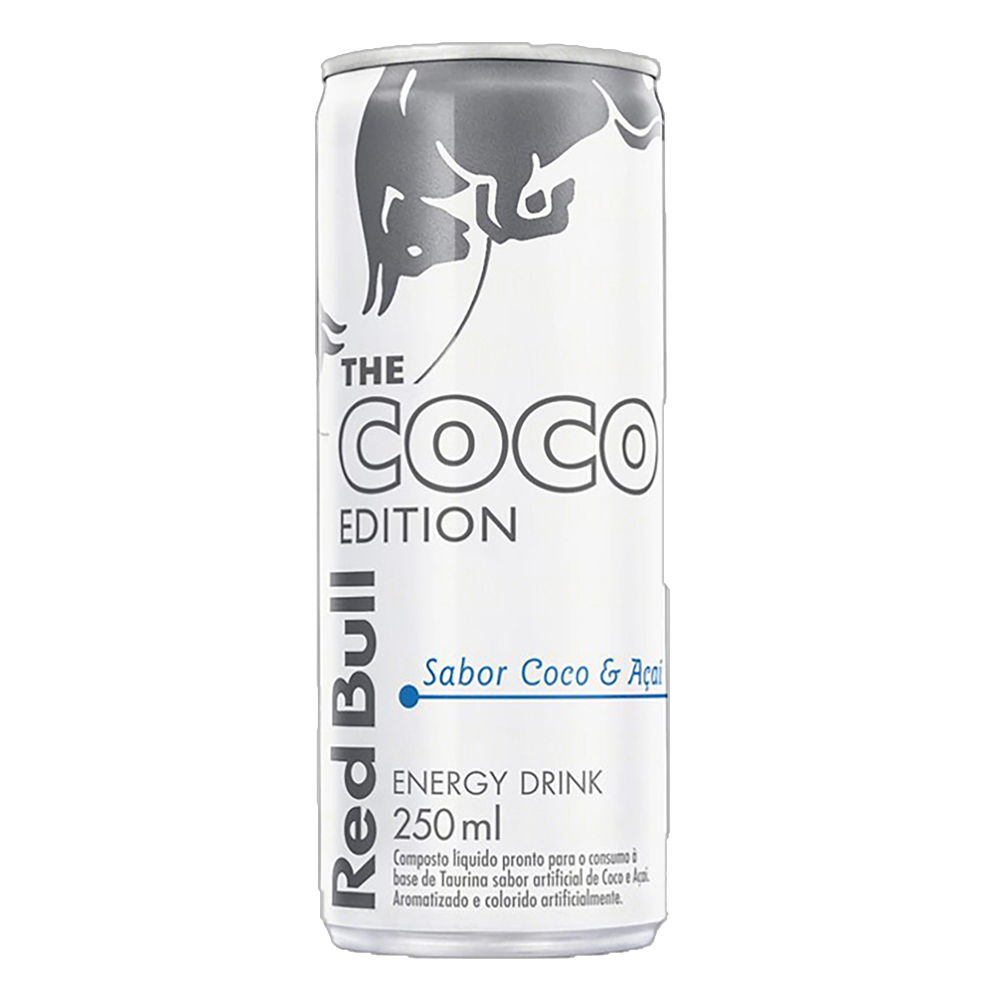 THE
COCO
EDITION
Red Bull
Sabor Coco & Açaí
ENERGY DRINK
250 ml
Composto líquido pronto para o consumo à
base de Taurina sabor artificial de Coco e Açaí.
Aromatizado e colorido artificialmente.